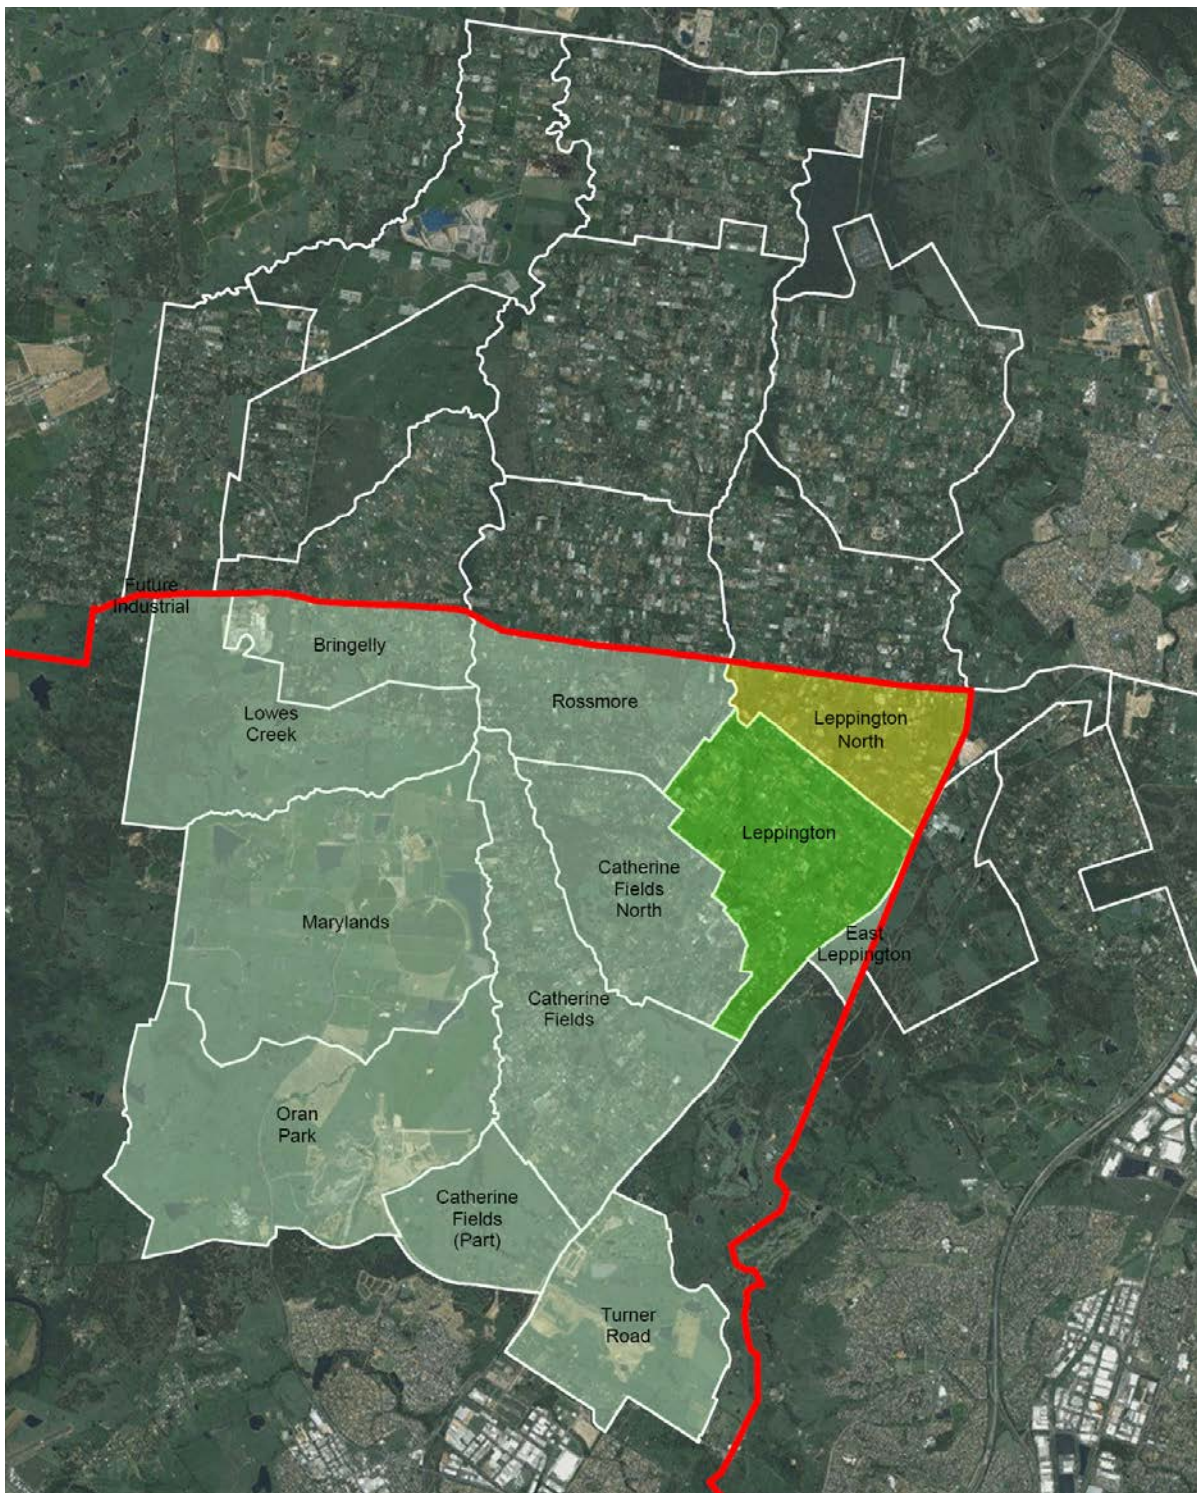 Future
Industrial
Bringelly
Rossmore
Lowes
Creek
Leppington
North
Leppington
Catherine
Fields
North
Marylands
East
Leppington
Catherine
Fields
Oran
Park
Catherine
Fields
(Part)
Turner
Road